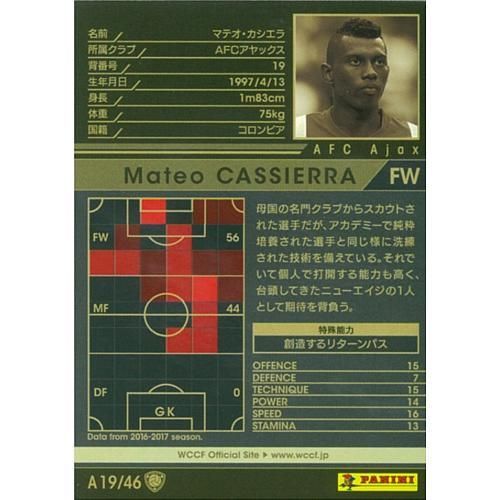 名前 マテオ・カシエラ
所属クラブ AFCアヤックス
背番号 19
生年月日 1997/4/13
身長 1m83cm
体重 75kg
国籍 コロンビア
AFC Ajax
Mateo CASSIERRA FW
FW 56
MF 44
DF 0
GK
Data from 2016-2017 season.
母国の名門クラブからスカウトさ
れた選手だが、アカデミーで純粋
培養された選手と同じ様に洗練
された技術を備えている。それで
いて個人で打開する能力も高く、
台頭してきたニューエイジの1人
として期待を背負う。
特殊能力
創造するリターンパス
OFFENCE 15
DEFENCE 7
TECHNIQUE 15
POWER 14
SPEED 16
STAMINA 13
WCCF Official Site ▶ www.wccf.jp
A19/46
PANINI